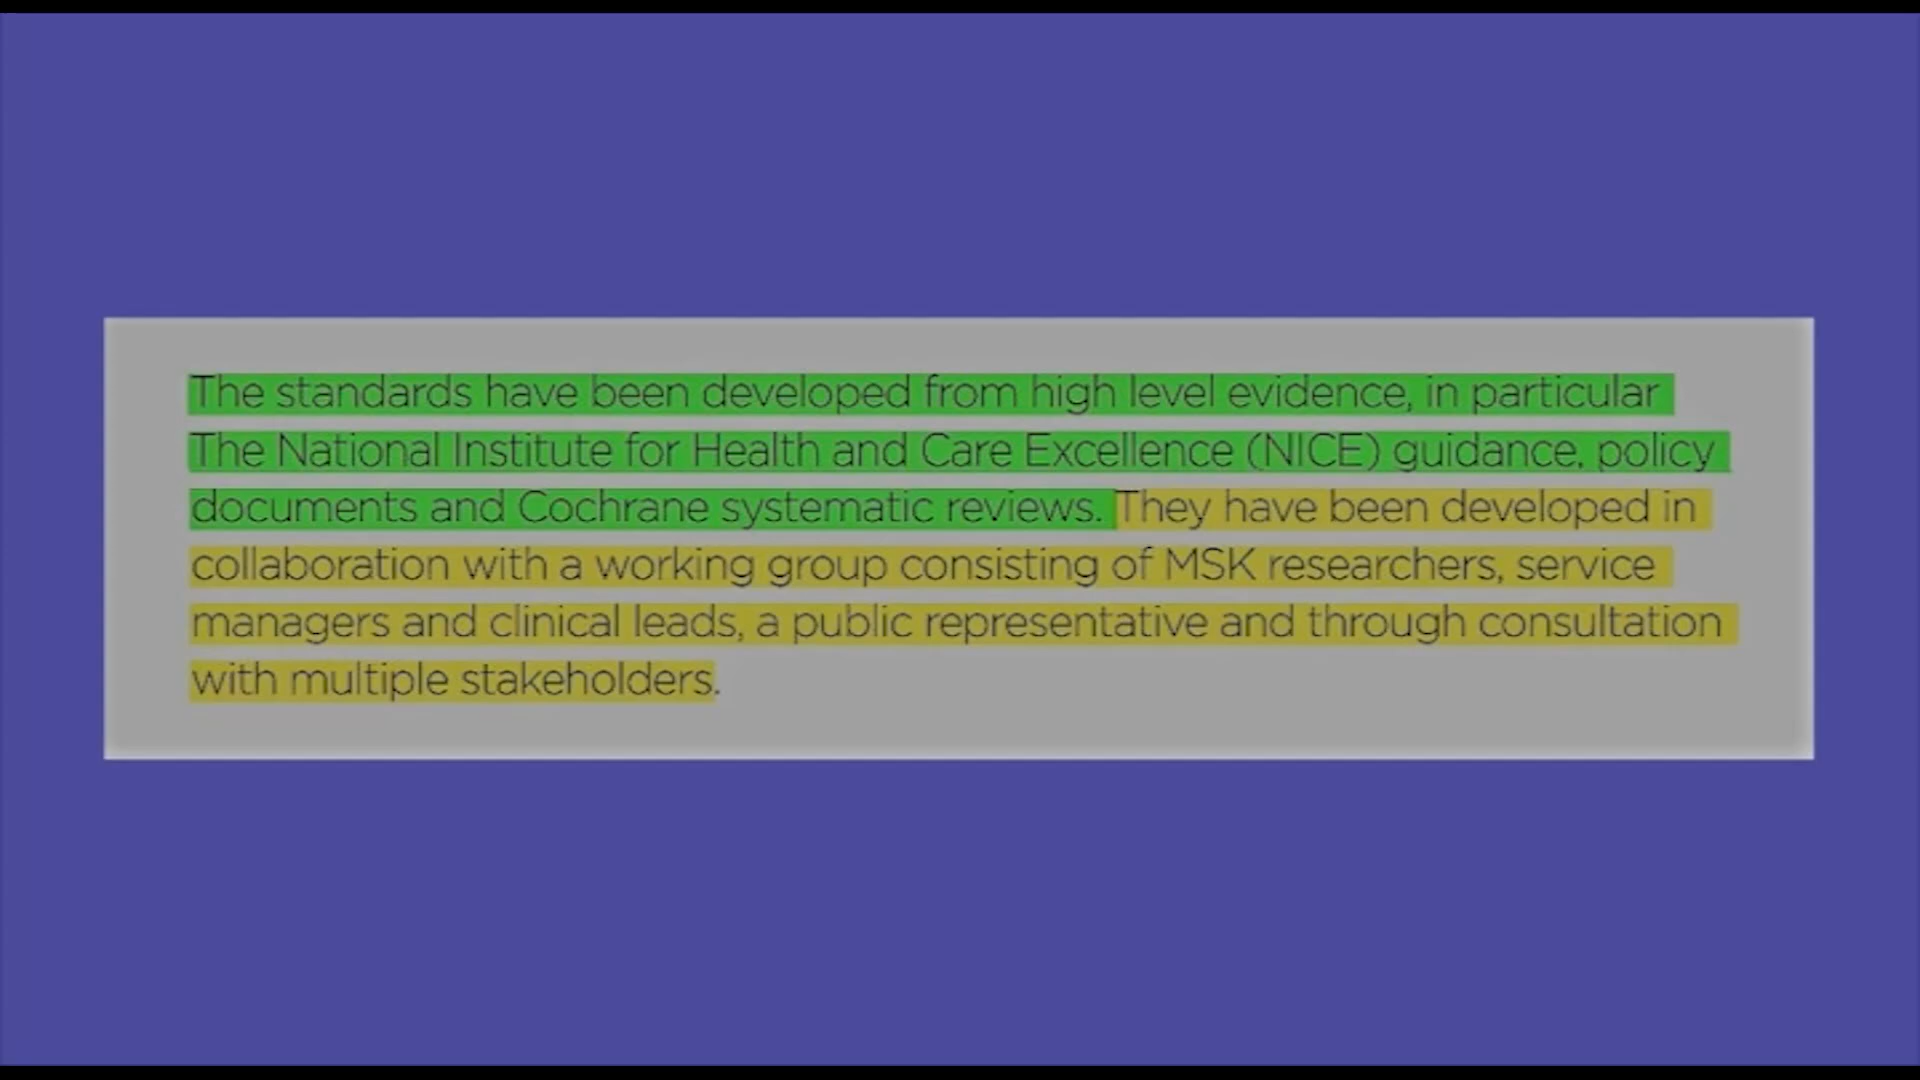 The standards have been developed from high level evidence, in particular
The National Institute for Health and Care Excellence (NICE) guidance, policy
documents and Cochrane systematic reviews. They have been developed in
collaboration with a working group consisting of MSK researchers, service
managers and clinical leads, a public representative and through consultation
with multiple stakeholders.